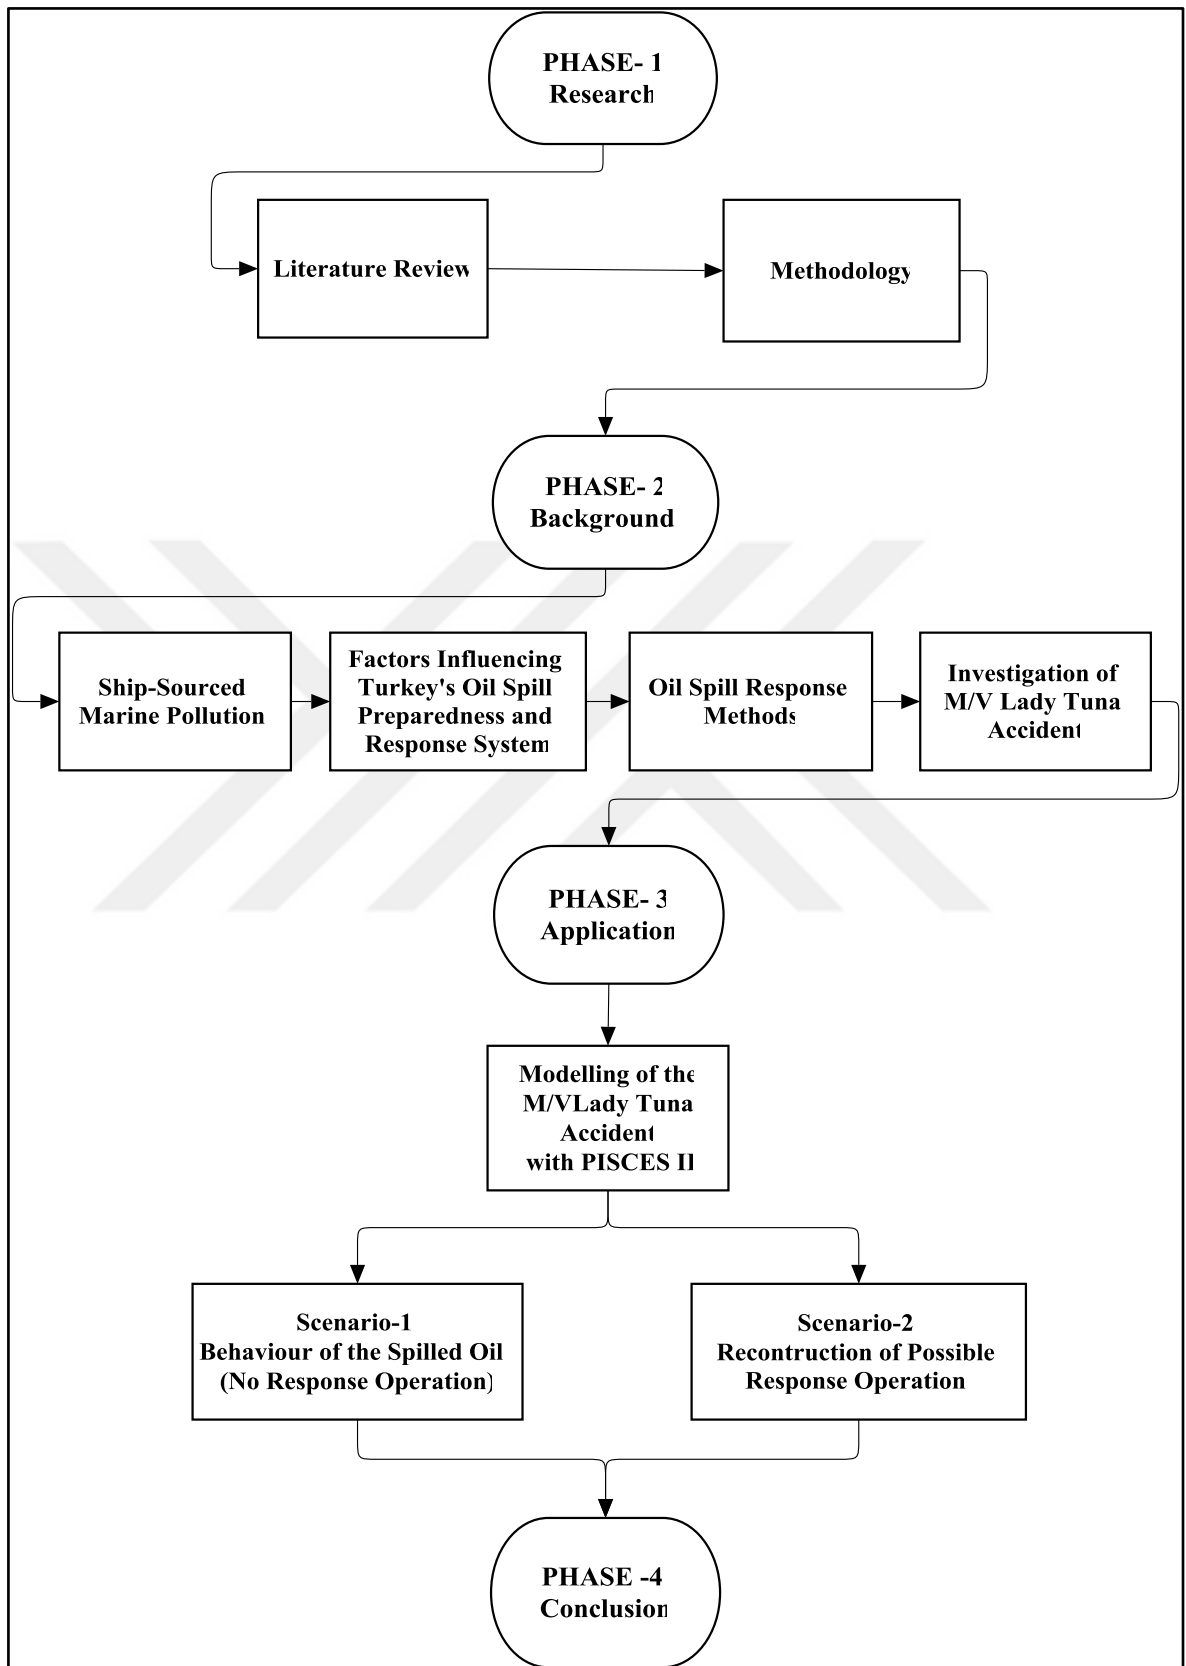 PHASE- 1
Research
Literature Review
Methodology
PHASE- 2
Background
Ship-Sourced
Marine Pollution
Factors Influencing
Turkey's Oil Spill
Preparedness and
Response System
Oil Spill Response
Methods
Investigation of
M/V Lady Tuna
Accident
PHASE- 3
Application
Modelling of the
M/VLady Tuna
Accident
with PISCES II
Scenario-1
Behaviour of the Spilled Oil
(No Response Operation)
Scenario-2
Recontruction of Possible
Response Operation
PHASE -4
Conclusion